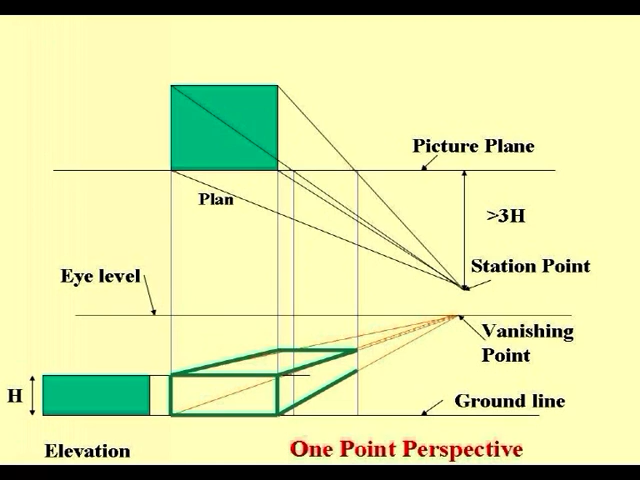 Picture Plane
Plan
>3H
Station Point
Eye level
Vanishing
Point
H
Ground line
Elevation
One Point Perspective